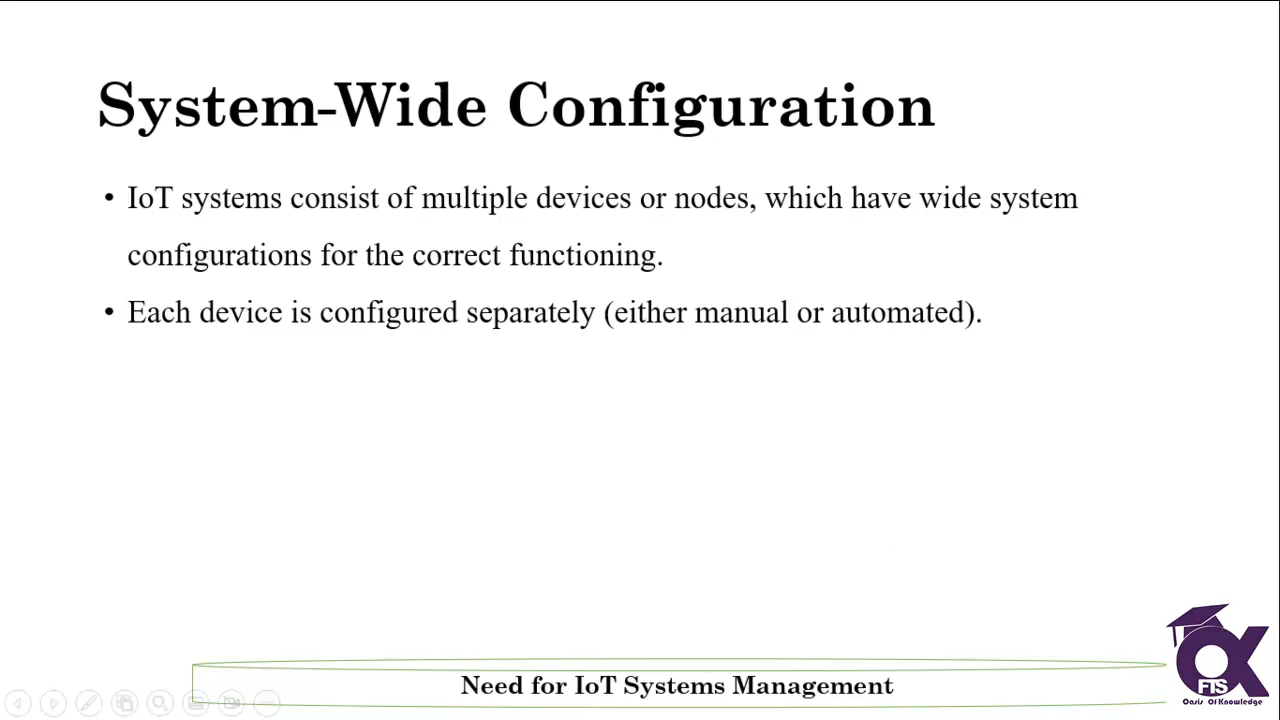 System-Wide Configuration
• IoT systems consist of multiple devices or nodes, which have wide system
configurations for the correct functioning.
• Each device is configured separately (either manual or automated).
Need for IoT Systems Management
FTS
Oasis Of Knowledge